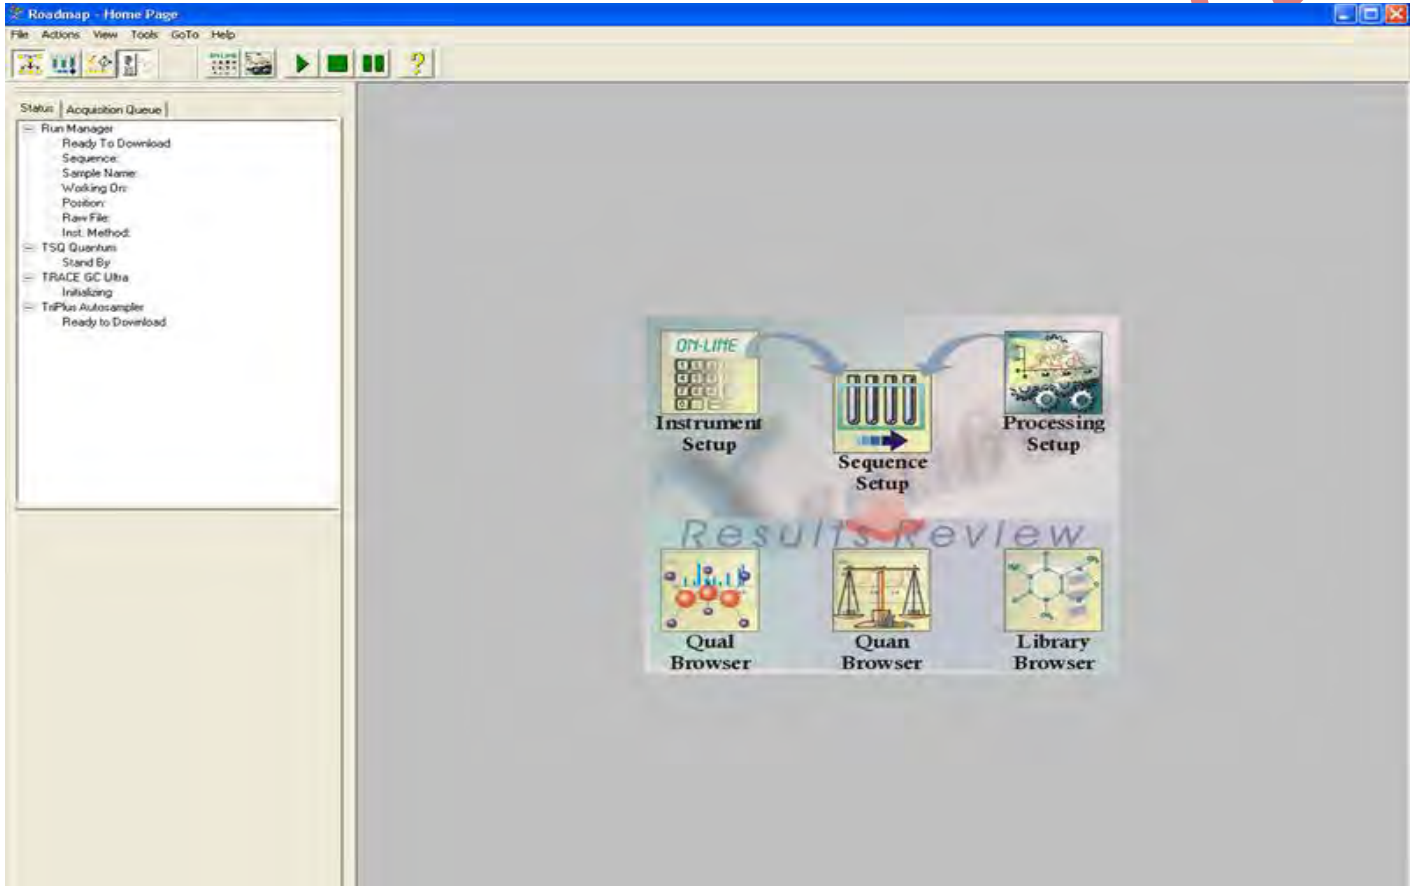 Roadmap - Home Page
File Actions View Tools GoTo Help
Status Acquisition Queue
Run Manager
Ready To Download
Sequence:
Sample Name:
Working On:
Position:
Raw File:
Inst. Method:
TSQ Quantum
Stand By
TRACE GC Ultra
Initializing
TriPlus Autosampler
Ready to Download
ON-LINE
Instrument
Setup
Sequence
Setup
Processing
Setup
Results Review
Qual
Browser
Quan
Browser
Library
Browser